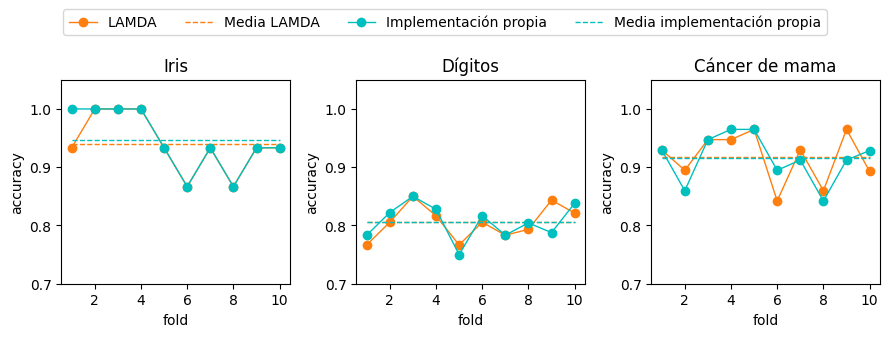 LAMDA Media LAMDA Implementación propia Media implementación propia
Iris Dígitos Cáncer de mama
1.0 1.0 1.0
0.9 0.9 0.9
0.8 0.8 0.8
0.7 0.7 0.7
accuracy accuracy accuracy
2 4 6 8 10 2 4 6 8 10 2 4 6 8 10
fold fold fold